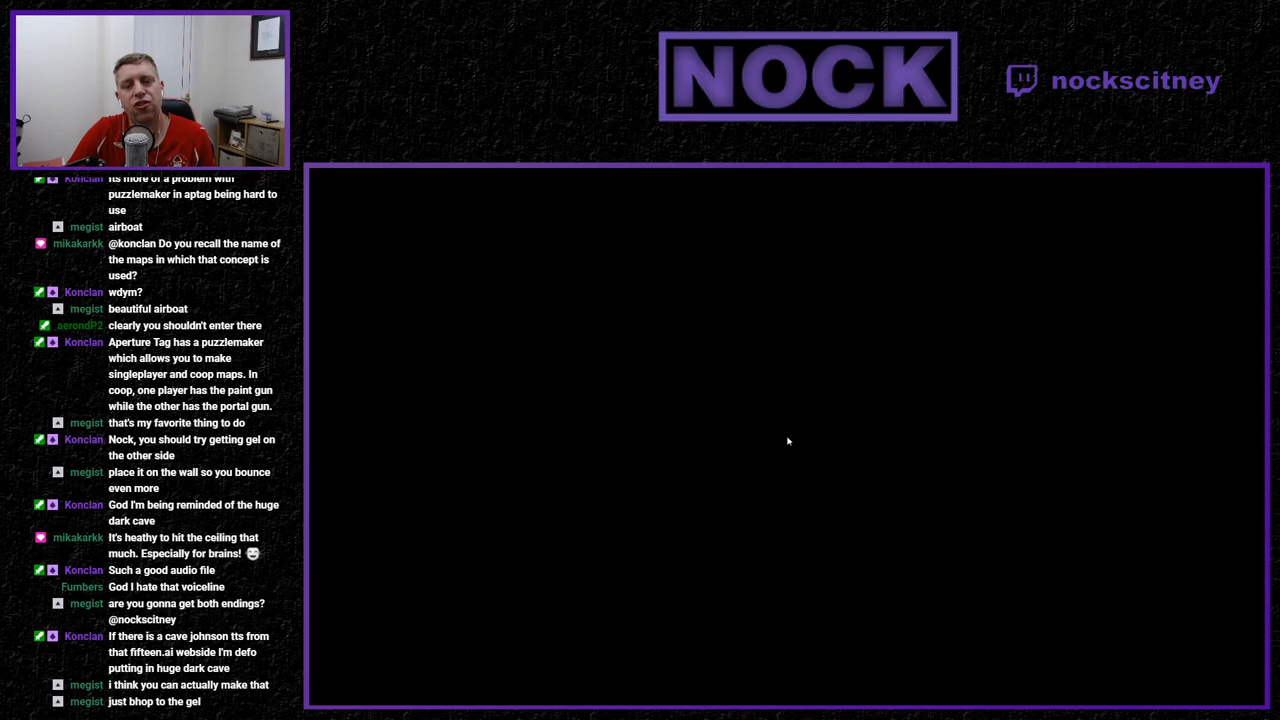 NOCK
nockscitney
Konclan its more of a problem with
puzzlemaker in aptag being hard to
use
megist airboat
mikakarkk @konclan Do you recall the name of
the maps in which that concept is
used?
Konclan wdym?
megist beautiful airboat
aerondP2 clearly you shouldn't enter there
Konclan Aperture Tag has a puzzlemaker
which allows you to make
singleplayer and coop maps. In
coop, one player has the paint gun
while the other has the portal gun.
megist that's my favorite thing to do
Konclan Nock, you should try getting gel on
the other side
megist place it on the wall so you bounce
even more
Konclan God I'm being reminded of the huge
dark cave
mikakarkk It's heathy to hit the ceiling that
much. Especially for brains!
Konclan Such a good audio file
Fumbers God I hate that voiceline
megist are you gonna get both endings?
@nockscitney
Konclan If there is a cave johnson tts from
that fifteen.ai webside I'm defo
putting in huge dark cave
megist i think you can actually make that
megist just bhop to the gel